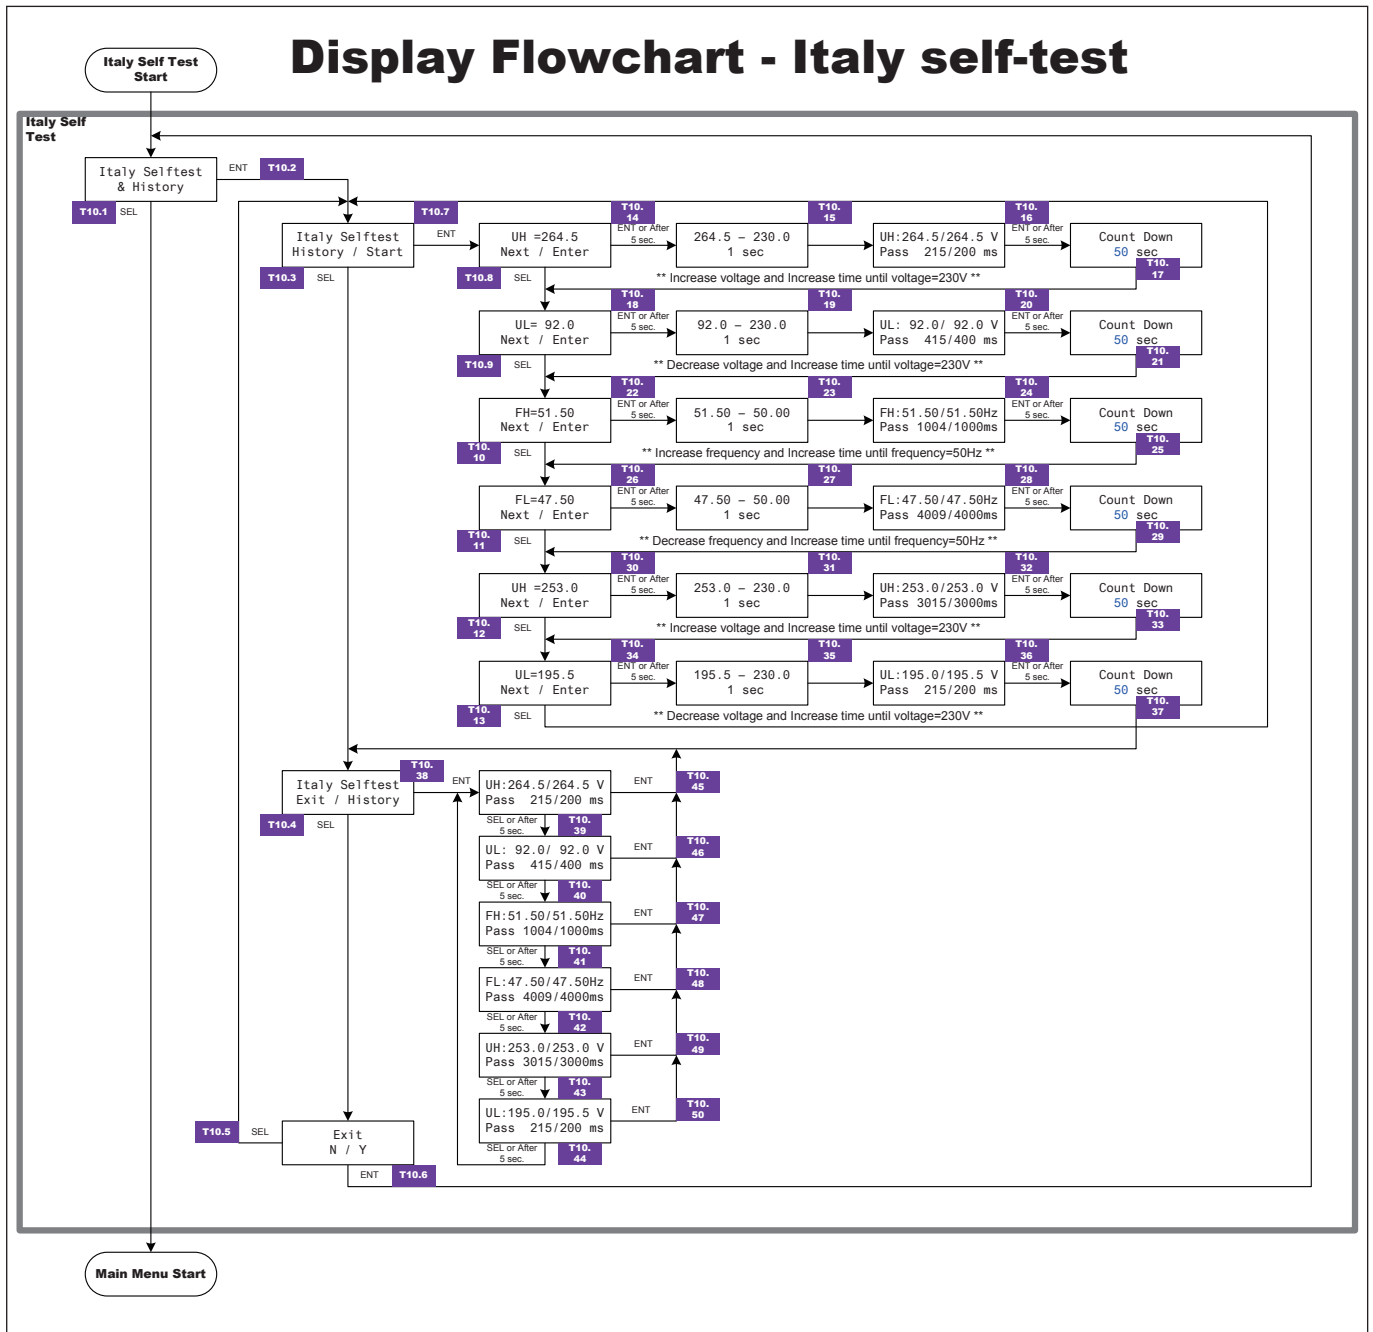 Display Flowchart - Italy self-test
Italy Self Test
Start
Italy Self
Test
Italy Selftest
& History
ENT
T10.2
T10.1
SEL
Italy Selftest
History / Start
T10.7
ENT
T10.3
SEL
UH =264.5
Next / Enter
T10.
14
ENT or After
5 sec.
264.5 – 230.0
1 sec
T10.
15
UH:264.5/264.5 V
Pass 215/200 ms
T10.
16
ENT or After
5 sec.
Count Down
50 sec
T10.
17
T10.8
SEL
** Increase voltage and Increase time until voltage=230V **
UL= 92.0
Next / Enter
T10.
18
ENT or After
5 sec.
92.0 – 230.0
1 sec
T10.
19
UL: 92.0/ 92.0 V
Pass 415/400 ms
T10.
20
ENT or After
5 sec.
Count Down
50 sec
T10.
21
T10.9
SEL
** Decrease voltage and Increase time until voltage=230V **
FH=51.50
Next / Enter
T10.
22
ENT or After
5 sec.
51.50 – 50.00
1 sec
T10.
23
FH:51.50/51.50Hz
Pass 1004/1000ms
T10.
24
ENT or After
5 sec.
Count Down
50 sec
T10.
25
T10.
10
SEL
** Increase frequency and Increase time until frequency=50Hz **
FL=47.50
Next / Enter
T10.
26
ENT or After
5 sec.
47.50 – 50.00
1 sec
T10.
27
FL:47.50/47.50Hz
Pass 4009/4000ms
T10.
28
ENT or After
5 sec.
Count Down
50 sec
T10.
29
T10.
11
SEL
** Decrease frequency and Increase time until frequency=50Hz **
UH =253.0
Next / Enter
T10.
30
ENT or After
5 sec.
253.0 – 230.0
1 sec
T10.
31
UH:253.0/253.0 V
Pass 3015/3000ms
T10.
32
ENT or After
5 sec.
Count Down
50 sec
T10.
33
T10.
12
SEL
** Increase voltage and Increase time until voltage=230V **
UL=195.5
Next / Enter
T10.
34
ENT or After
5 sec.
195.5 – 230.0
1 sec
T10.
35
UL:195.0/195.5 V
Pass 215/200 ms
T10.
36
ENT or After
5 sec.
Count Down
50 sec
T10.
37
T10.
13
SEL
** Decrease voltage and Increase time until voltage=230V **
Italy Selftest
Exit / History
T10.
38
ENT
T10.4
SEL
UH:264.5/264.5 V
Pass 215/200 ms
ENT
T10.
45
SEL or After
5 sec.
T10.
39
UL: 92.0/ 92.0 V
Pass 415/400 ms
ENT
T10.
46
SEL or After
5 sec.
T10.
40
FH:51.50/51.50Hz
Pass 1004/1000ms
ENT
T10.
47
SEL or After
5 sec.
T10.
41
FL:47.50/47.50Hz
Pass 4009/4000ms
ENT
T10.
48
SEL or After
5 sec.
T10.
42
UH:253.0/253.0 V
Pass 3015/3000ms
ENT
T10.
49
SEL or After
5 sec.
T10.
43
UL:195.0/195.5 V
Pass 215/200 ms
ENT
T10.
50
SEL or After
5 sec.
T10.
44
T10.5
SEL
Exit
N / Y
ENT
T10.6
Main Menu Start